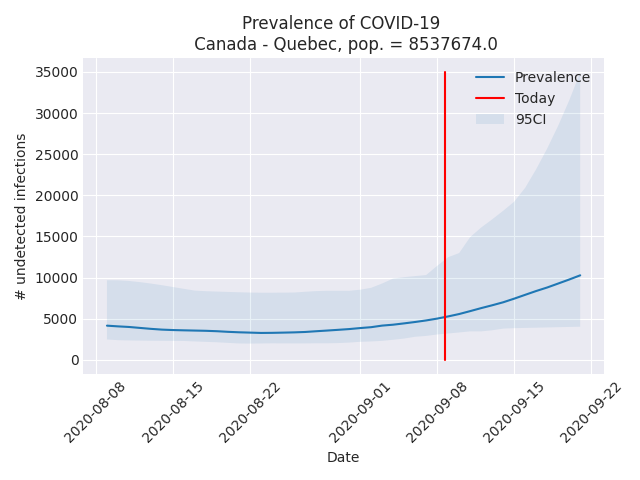 Prevalence of COVID-19
Canada - Quebec, pop. = 8537674.0
Prevalence
Today
95CI
# undetected infections
35000
30000
25000
20000
15000
10000
5000
0
2020-08-08
2020-08-15
2020-08-22
2020-09-01
2020-09-08
2020-09-15
2020-09-22
Date